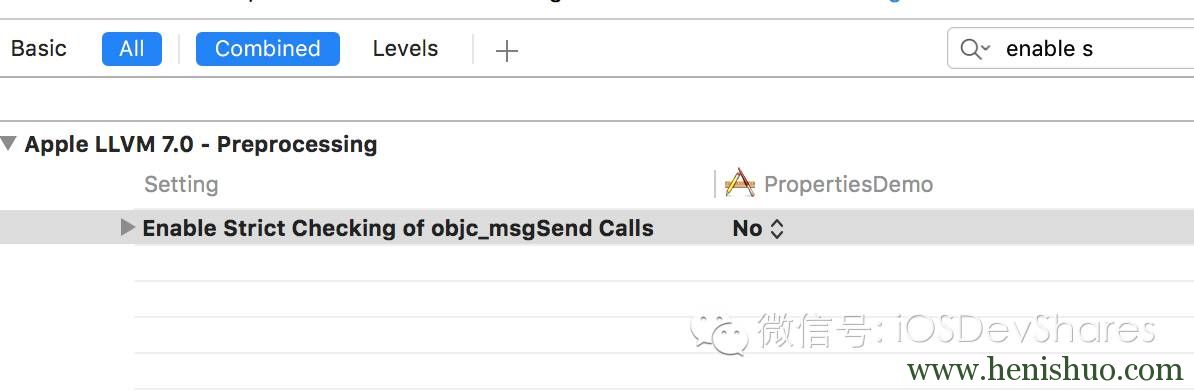 Basic All Combined Levels + enable s
Apple LLVM 7.0 - Preprocessing
Setting PropertiesDemo
Enable Strict Checking of objc_msgSend Calls No
微信号: iOSDevShares
www.henishuo.com